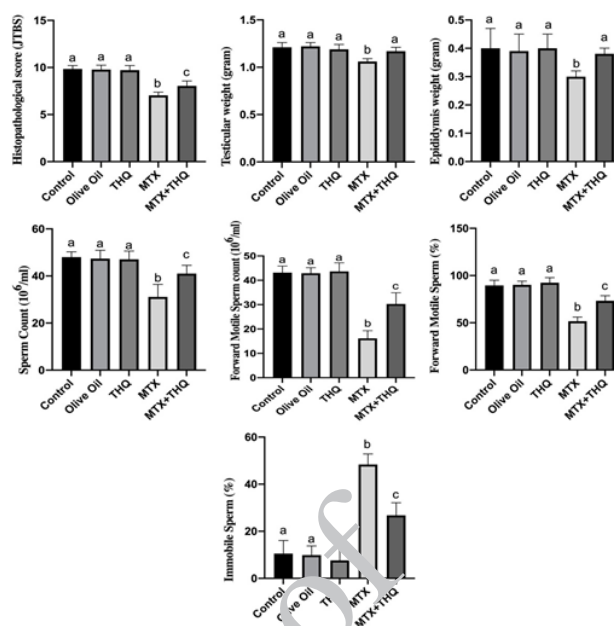 Histopathological score (JTBS)
15
10
5
0
a a a b c
Control
Olive Oil
THQ
MTX
MTX+THQ
Testicular weight (gram)
1.5
1.0
0.5
0.0
a a a b a
Control
Olive Oil
THQ
MTX
MTX+THQ
Epididymis weight (gram)
0.5
0.4
0.3
0.2
0.1
0.0
a a a b a
Control
Olive Oil
THQ
MTX
MTX+THQ
Sperm Count (10⁶/ml)
60
40
20
0
a a a b c
Control
Olive Oil
THQ
MTX
MTX+THQ
Forward Motile Sperm count (10⁶/ml)
50
40
30
20
10
0
a a a b c
Control
Olive Oil
THQ
MTX
MTX+THQ
Forward Motile Sperm (%)
150
100
50
0
a a a b c
Control
Olive Oil
THQ
MTX
MTX+THQ
Immobile Sperm (%)
60
40
20
0
a a b c
Control
Olive Oil
MTX
MTX+THQ
of